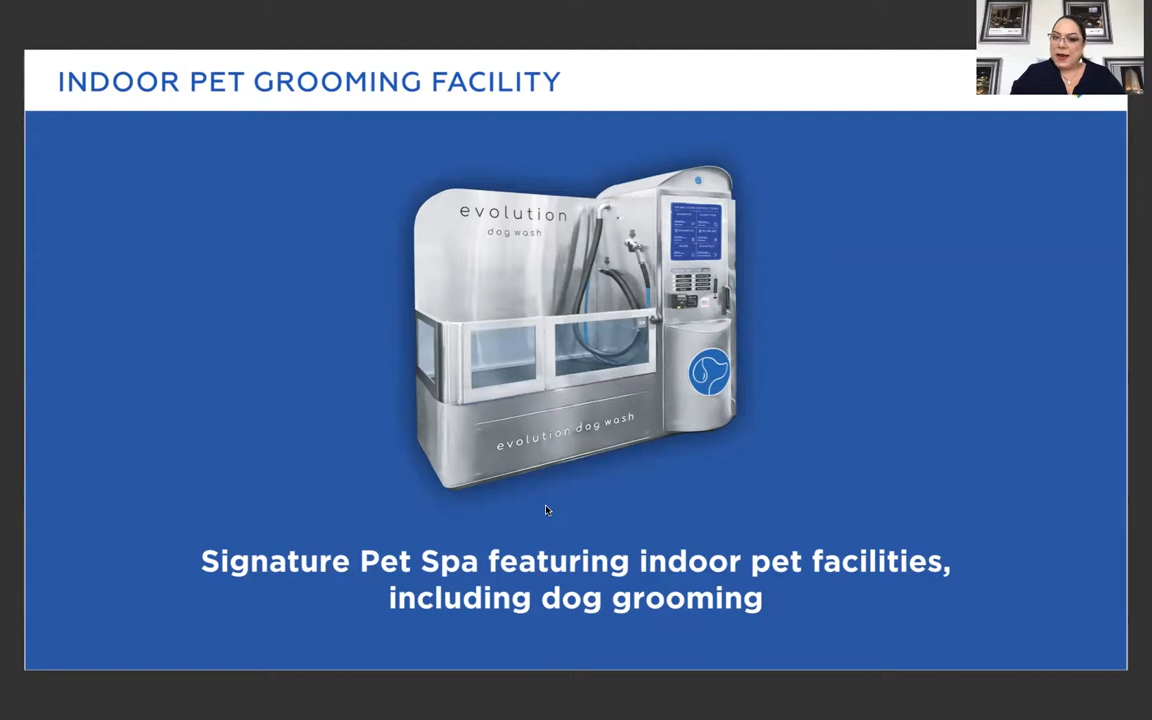 INDOOR PET GROOMING FACILITY
evolution
dog wash
evolution dog wash
Signature Pet Spa featuring indoor pet facilities,
including dog grooming